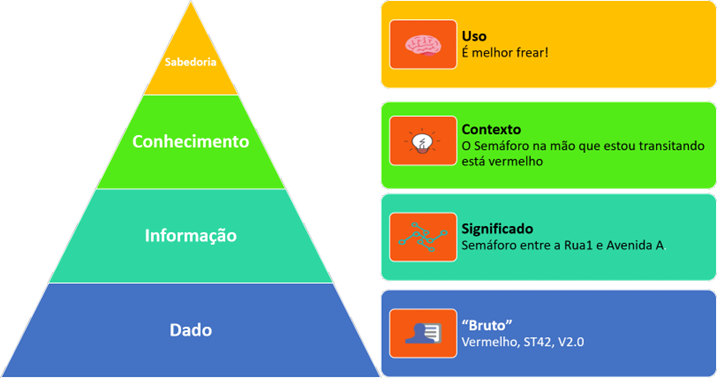 Sabedoria
Uso
É melhor frear!
Conhecimento
Contexto
O Semáforo na mão que estou transitando
está vermelho
Informação
Significado
Semáforo entre a Rua1 e Avenida A
Dado
“Bruto”
Vermelho, ST42, V2.0